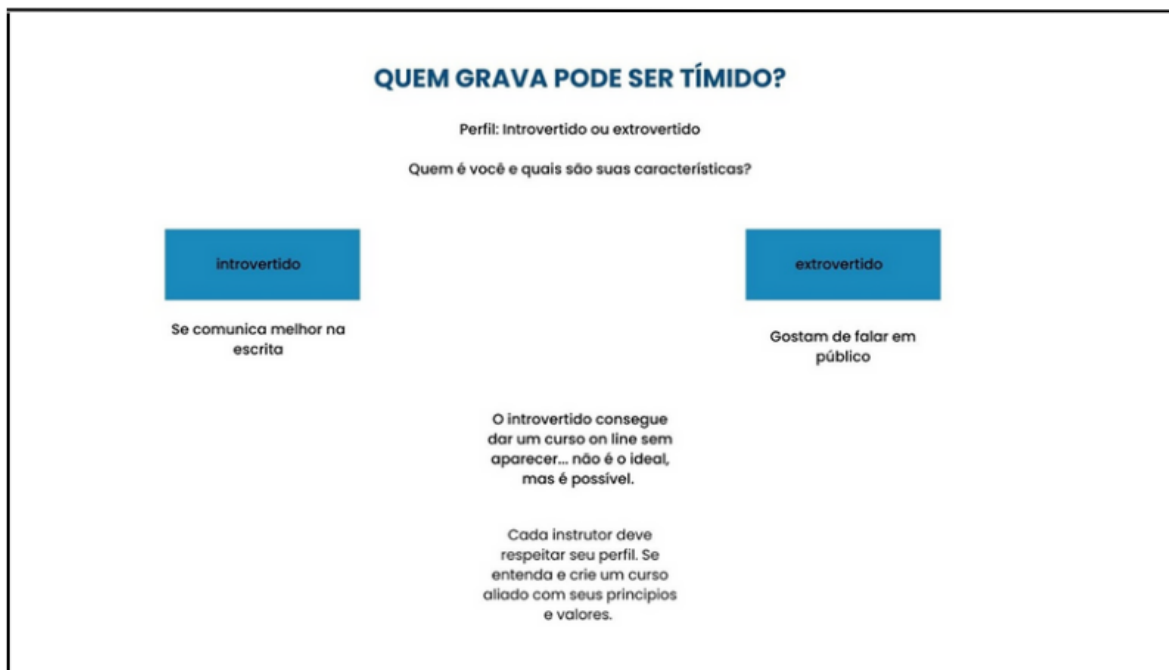 QUEM GRAVA PODE SER TÍMIDO?
Perfil: Introvertido ou extrovertido
Quem é você e quais são suas características?
introvertido
Se comunica melhor na
escrita
extrovertido
Gostam de falar em
público
O introvertido consegue
dar um curso on line sem
aparecer... não é o ideal,
mas é possível.
Cada instrutor deve
respeitar seu perfil. Se
entenda e crie um curso
aliado com seus principios
e valores.